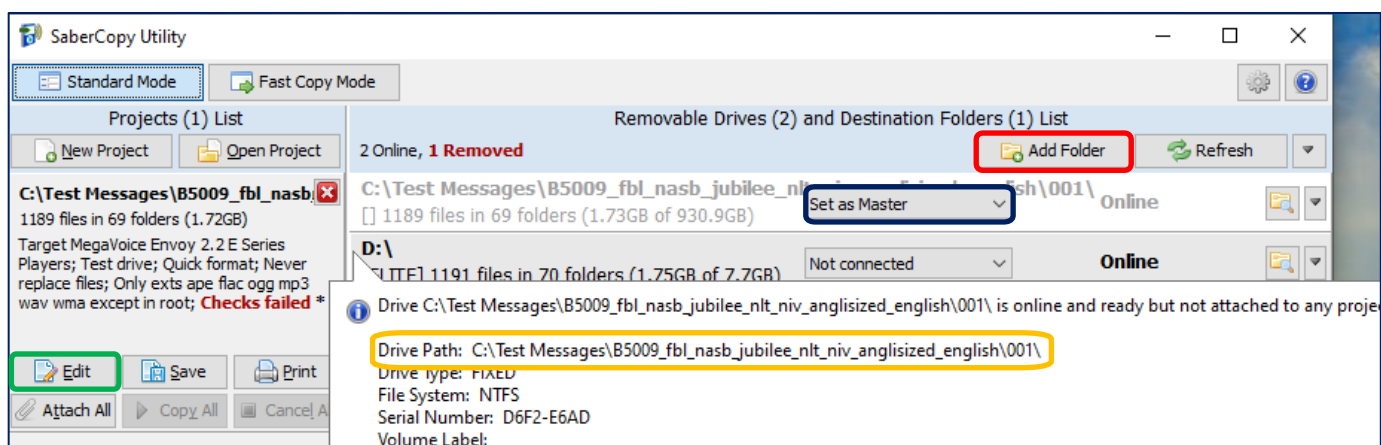 SaberCopy Utility
Standard Mode
Fast Copy Mode
Projects (1) List
Removable Drives (2) and Destination Folders (1) List
New Project
Open Project
2 Online, 1 Removed
Add Folder
Refresh
C:\Test Messages\B5009_fbl_nasb
1189 files in 69 folders (1.72GB)
Target MegaVoice Envoy 2.2 E Series
Players; Test drive; Quick format; Never
replace files; Only exts ape flac ogg mp3
wav wma except in root; Checks failed *
Edit
Save
Print
Attach All
Copy All
Cancel A
C:\Test Messages\B5009_fbl_nasb_jubilee_nlt
sh\001\
[] 1189 files in 69 folders (1.73GB of 930.9GB)
Set as Master
Online
D:\
1191 files in 70 folders (1.75GB of 7.7GB)
Not connected
Online
Drive C:\Test Messages\B5009_fbl_nasb_jubilee_nlt_niv_anglisized_english\001\ is online and ready but not attached to any proje
Drive Path: C:\Test Messages\B5009_fbl_nasb_jubilee_nlt_niv_anglisized_english\001\
Drive Type: FIXED
File System: NTFS
Serial Number: D6F2-E6AD
Volume Label: